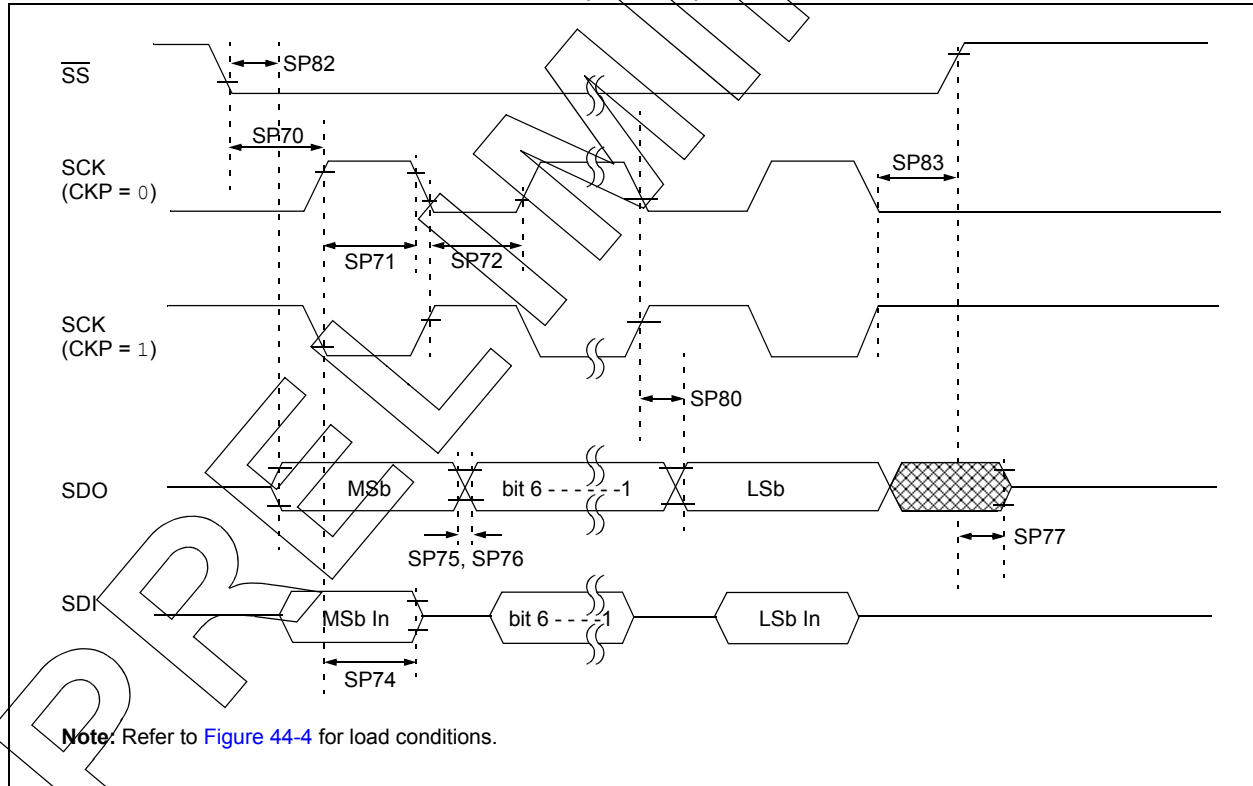 SS
SP82
SP70
SCK
(CKP = 0)
SP83
SP71
SP72
SCK
(CKP = 1)
SP80
SDO
MSb
bit 6 - - - - - -1
LSb
SP75, SP76
SP77
SDI
MSb In
bit 6 - - - -1
LSb In
SP74
Note: Refer to Figure 44-4 for load conditions.
PRELIMI